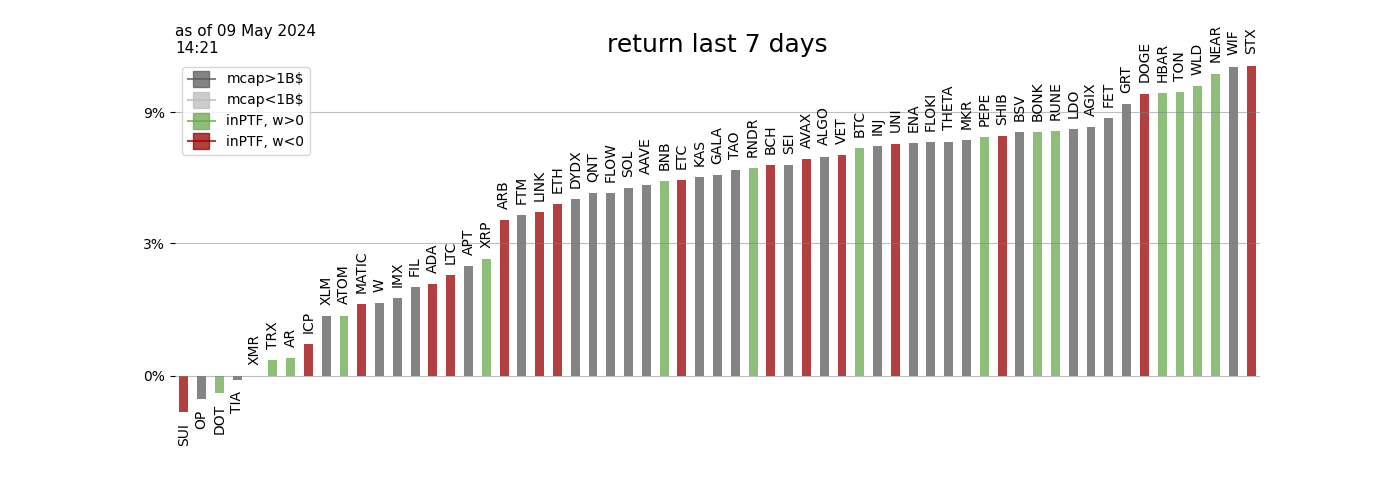 as of 09 May 2024
14:21
return last 7 days
mcap>1B$
mcap<1B$
inPTF, w>0
inPTF, w<0
9%
3%
0%
SUI
OP
DOT
TIA
XMR
TRX
AR
ICP
XLM
ATOM
MATIC
W
IMX
FIL
ADA
LTC
APT
XRP
ARB
FTM
LINK
ETH
DYDX
QNT
FLOW
SOL
AAVE
BNB
ETC
KAS
GALA
TAO
RNDR
BCH
SEI
AVAX
ALGO
VET
BTC
INJ
UNI
ENA
FLOKI
THETA
MKR
PEPE
SHIB
BSV
BONK
RUNE
LDO
AGIX
FET
GRT
DOGE
HBAR
TON
WLD
NEAR
WIF
STX